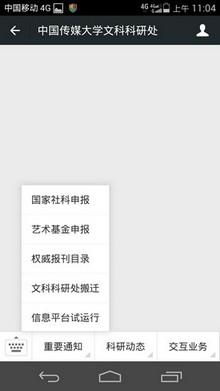 中国移动 4G 4G 上午 11:04
中国传媒大学文科科研处
国家社科申报
艺术基金申报
权威报刊目录
文科科研处搬迁
信息平台试运行
重要通知 科研动态 交互业务